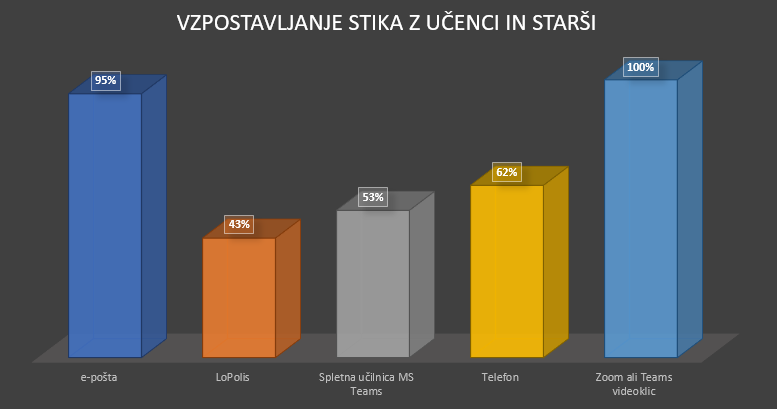 VZPOSTAVLJANJE STIKA Z UČENCI IN STARŠI
95%
43%
53%
62%
100%
e-pošta
LoPolis
Spletna učilnica MS
Teams
Telefon
Zoom ali Teams
videoklic